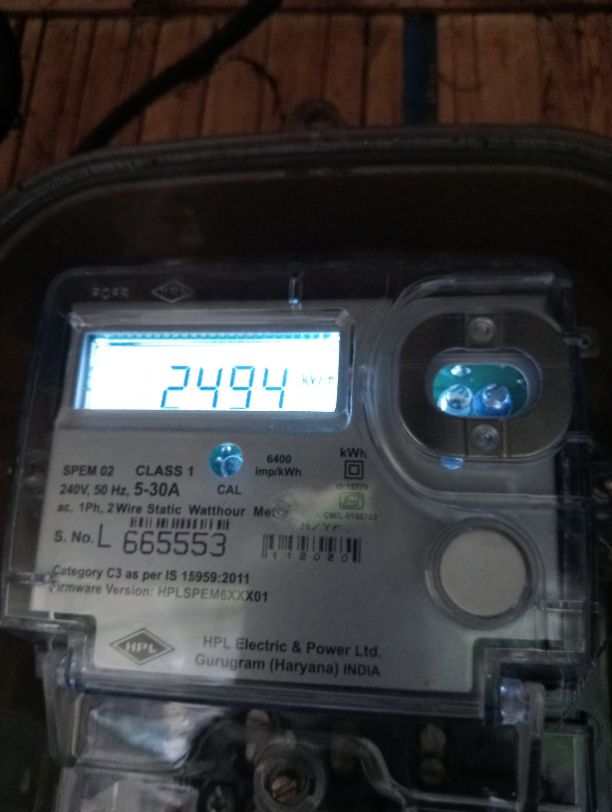 2494 kWh
SPEM 02 CLASS 1
6400 imp/kWh
kWh
240V, 50 Hz, 5-30A
CAL
ac, 1Ph, 2 Wire Static Watthour Meter
M/Yr.
S. No. L 665553
112020
Category C3 as per IS 15959:2011
Firmware Version: HPLSPEM6XXX01
HPL
HPL Electric & Power Ltd.
Gurugram (Haryana) INDIA